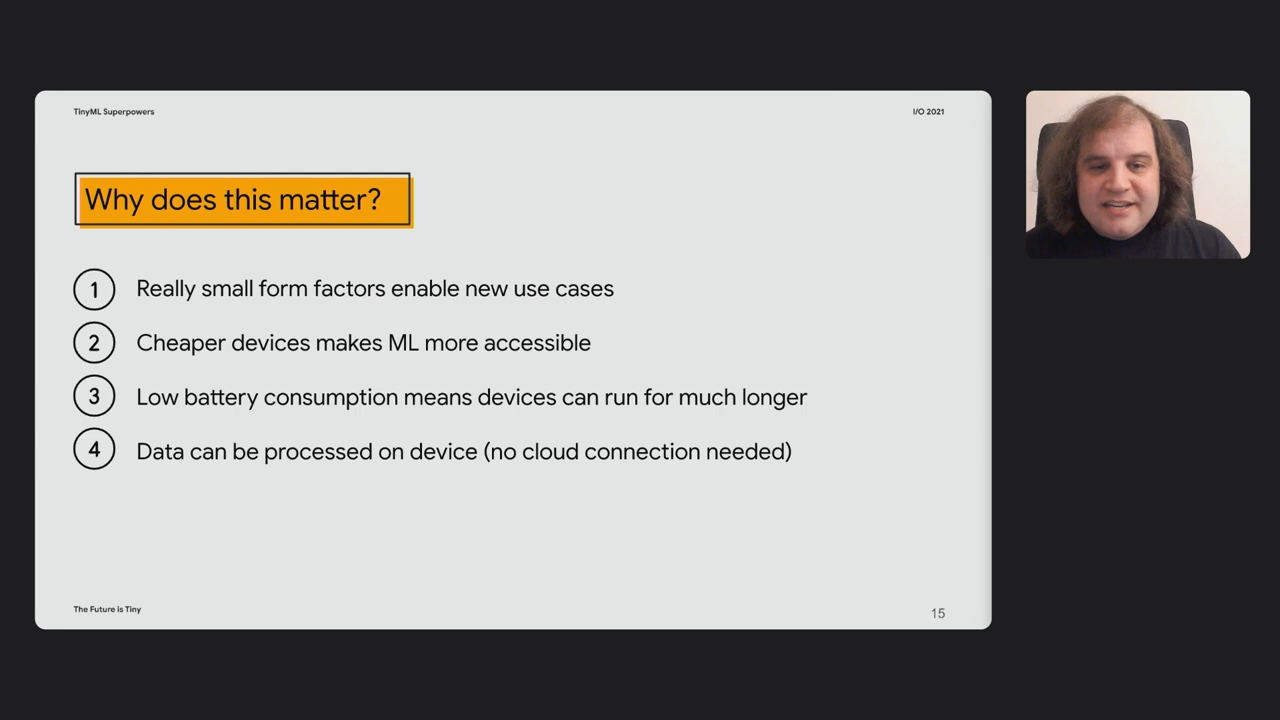 TinyML Superpowers
I/O 2021
Why does this matter?
1 Really small form factors enable new use cases
2 Cheaper devices makes ML more accessible
3 Low battery consumption means devices can run for much longer
4 Data can be processed on device (no cloud connection needed)
The Future is Tiny
15